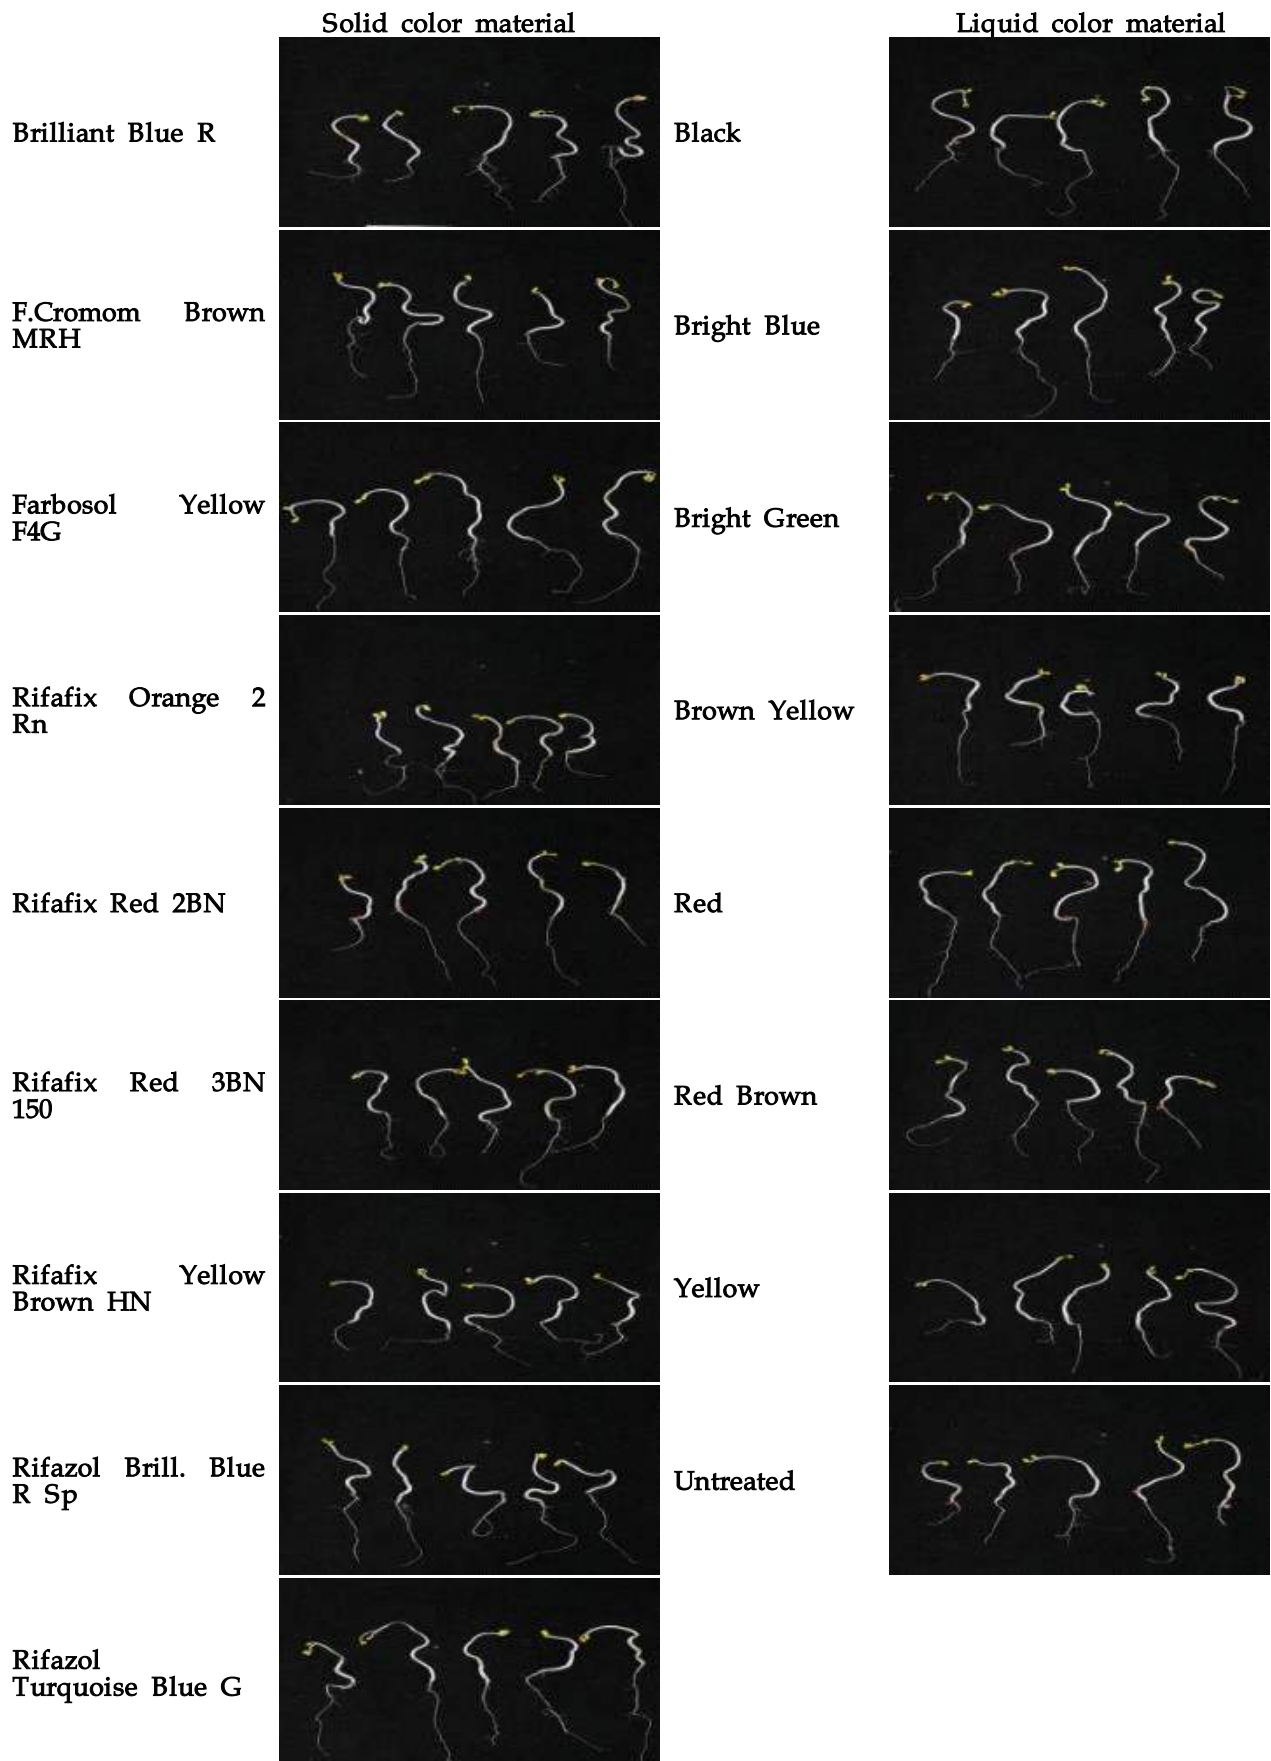 Solid color material
Liquid color material
Brilliant Blue R
Black
F.Cromom Brown
MRH
Bright Blue
Farbosol Yellow
F4G
Bright Green
Rifafix Orange 2
Rn
Brown Yellow
Rifafix Red 2BN
Red
Rifafix Red 3BN
150
Red Brown
Rifafix Yellow
Brown HN
Yellow
Rifazol Brill. Blue
R Sp
Untreated
Rifazol
Turquoise Blue G